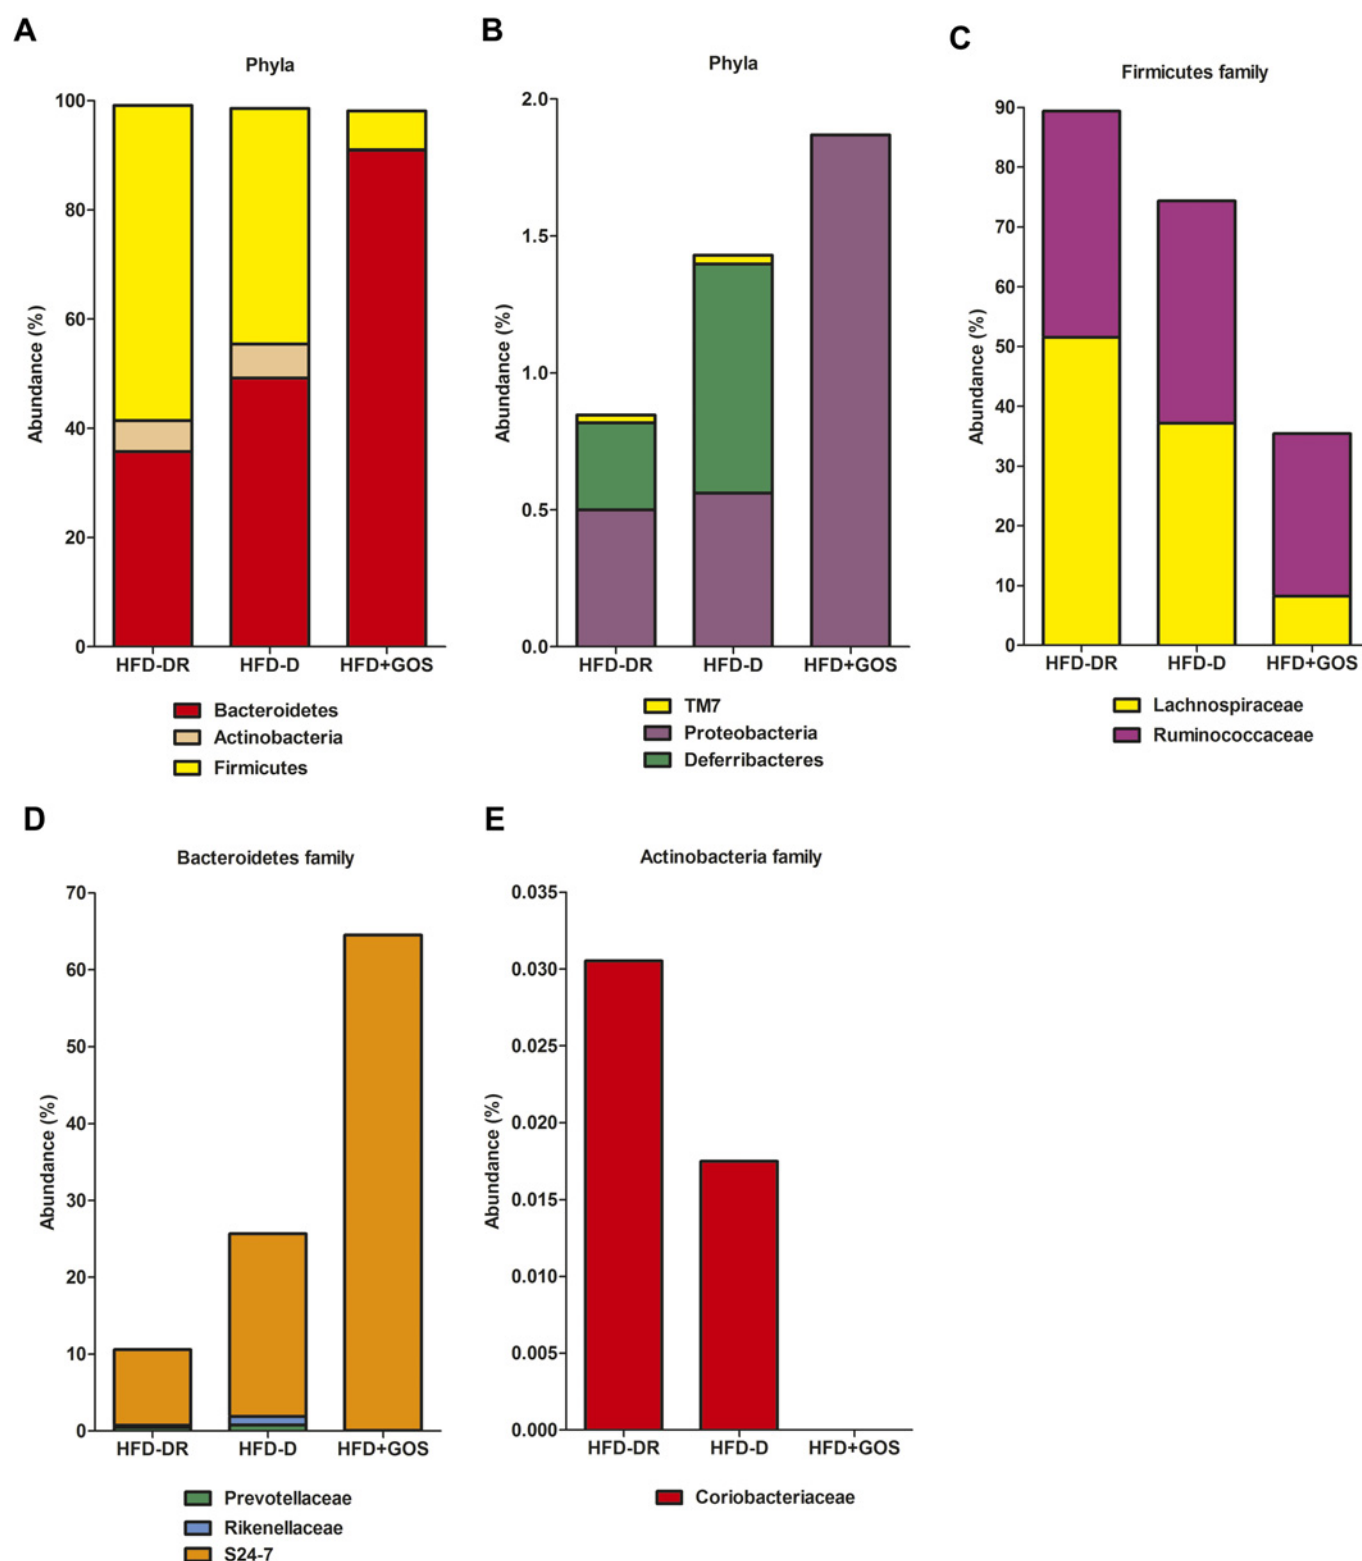 A
Phyla
Abundance (%)
100
80
60
40
20
0
HFD-DR HFD-D HFD+GOS
Bacteroidetes
Actinobacteria
Firmicutes
B
Phyla
Abundance (%)
2.0
1.5
1.0
0.5
0.0
HFD-DR HFD-D HFD+GOS
TM7
Proteobacteria
Deferribacteres
C
Firmicutes family
Abundance (%)
90
80
70
60
50
40
30
20
10
0
HFD-DR HFD-D HFD+GOS
Lachnospiraceae
Ruminococcaceae
D
Bacteroidetes family
Abundance (%)
70
60
50
40
30
20
10
0
HFD-DR HFD-D HFD+GOS
Prevotellaceae
Rikenellaceae
S24-7
E
Actinobacteria family
Abundance (%)
0.035
0.030
0.025
0.020
0.015
0.010
0.005
0.000
HFD-DR HFD-D HFD+GOS
Coriobacteriaceae